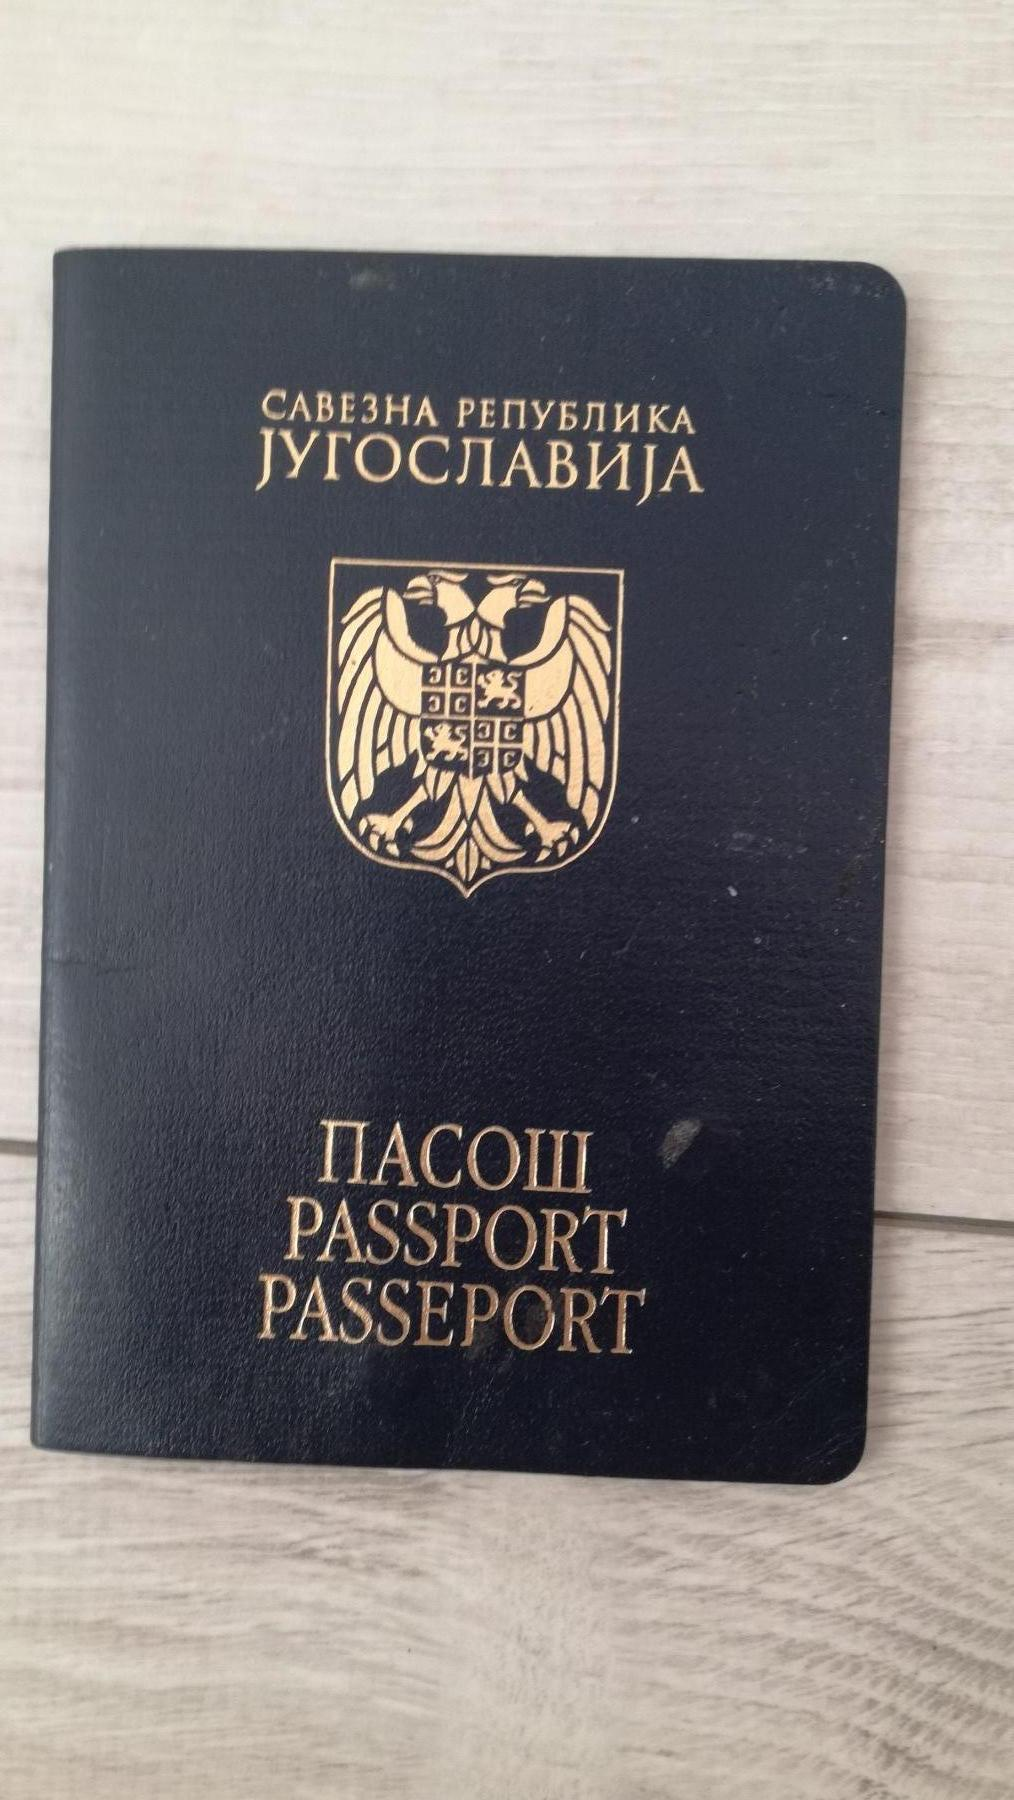 САВЕЗНА РЕПУБЛИКА
ЈУГОСЛАВИЈА
ПАСОШ
PASSPORT
PASSEPORT